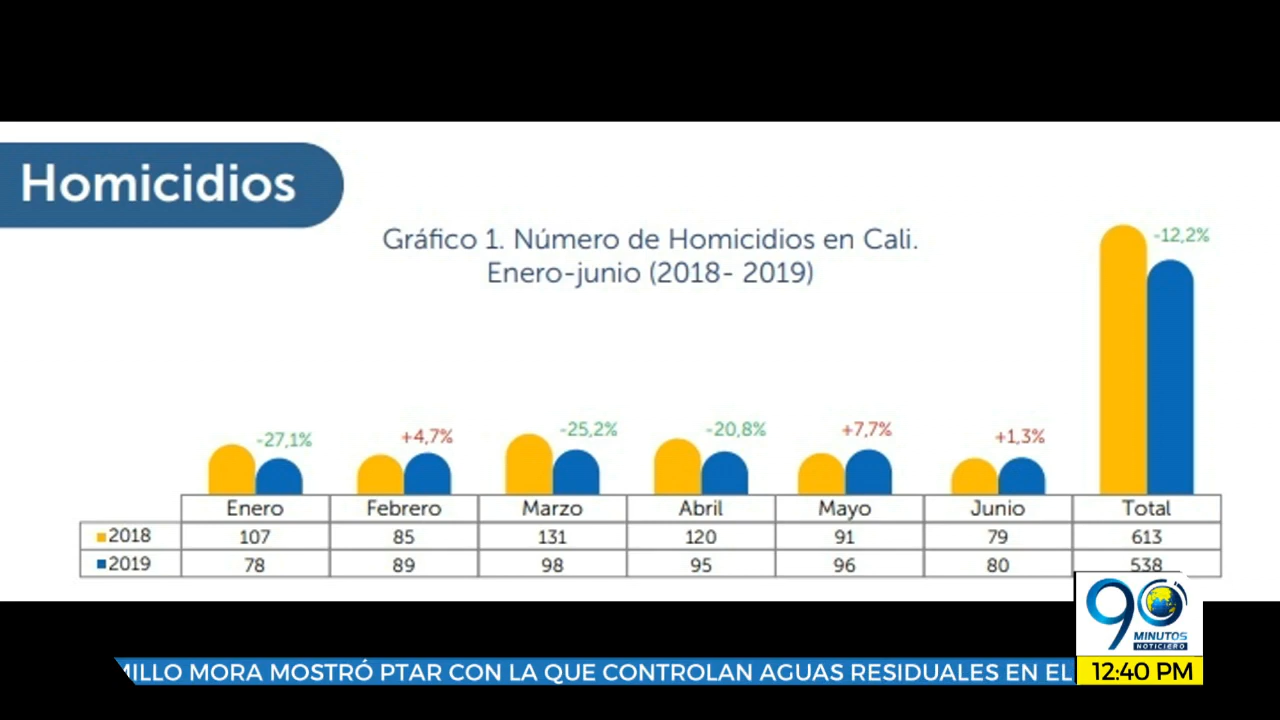 Homicidios
Gráfico 1. Número de Homicidios en Cali.
Enero-junio (2018- 2019)
-27,1% +4,7% -25,2% -20,8% +7,7% +1,3% -12,2%
Enero Febrero Marzo Abril Mayo Junio Total
2018 107 85 131 120 91 79 613
2019 78 89 98 95 96 80 538
90
MINUTOS
NOTICIERO
MILLO MORA MOSTRÓ PTAR CON LA QUE CONTROLAN AGUAS RESIDUALES EN EL
12:40 PM